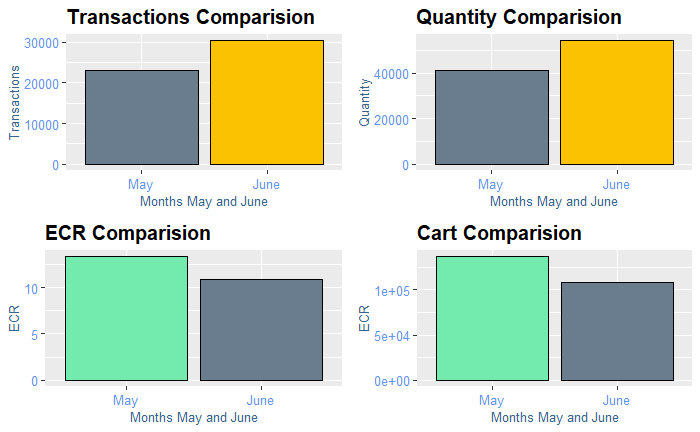 Transactions Comparision
30000
20000
10000
0
Transactions
May
June
Months May and June
Quantity Comparision
40000
20000
0
Quantity
May
June
Months May and June
ECR Comparision
10
5
0
ECR
May
June
Months May and June
Cart Comparision
1e+05
5e+04
0e+00
ECR
May
June
Months May and June